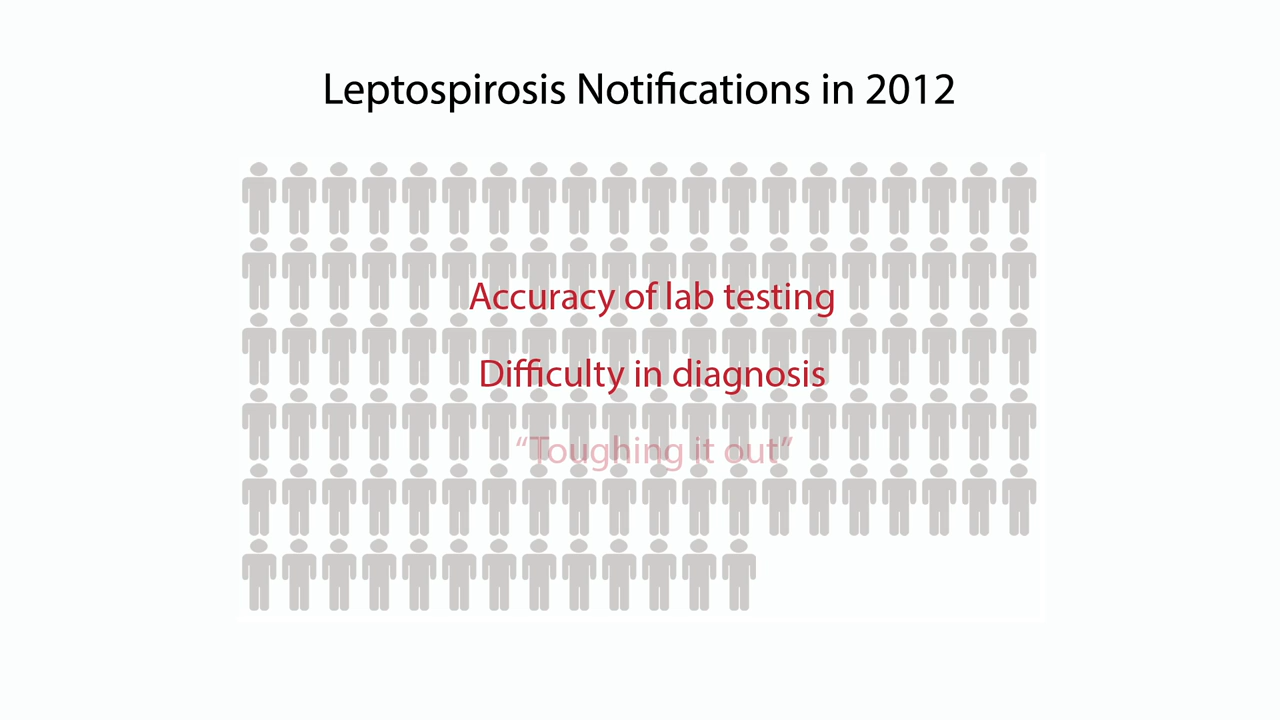 Leptospirosis Notifications in 2012
Accuracy of lab testing
Difficulty in diagnosis
“Toughing it out”